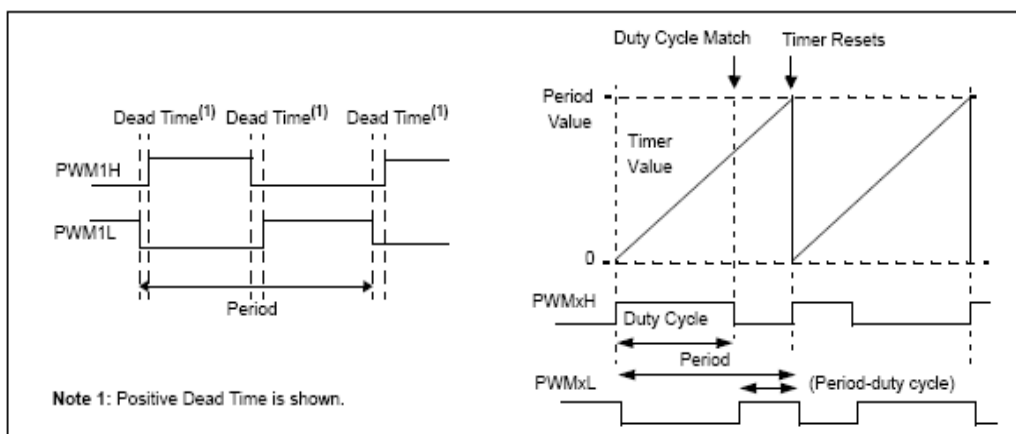 Dead Time(1) Dead Time(1) Dead Time(1)
PWM1H
PWM1L
Period
Note 1: Positive Dead Time is shown.
Duty Cycle Match Timer Resets
Period
Value
Timer
Value
0
PWMxH
Duty Cycle
Period
PWMxL
(Period-duty cycle)